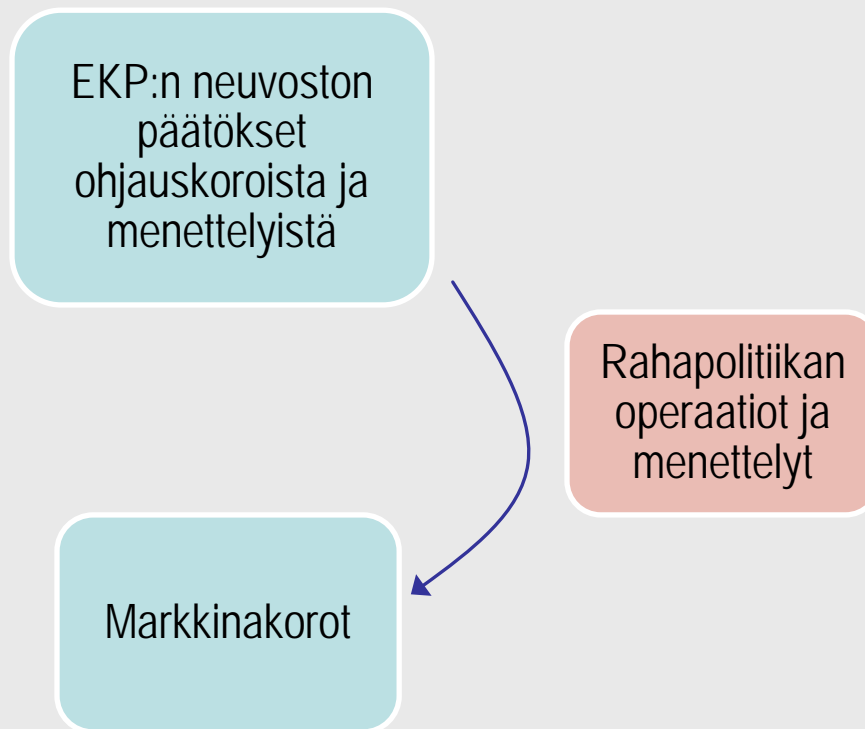 EKP:n neuvoston
päätökset
ohjauskoroista ja
menettelyistä
Rahapolitiikan
operaatiot ja
menettelyt
Markkinakorot